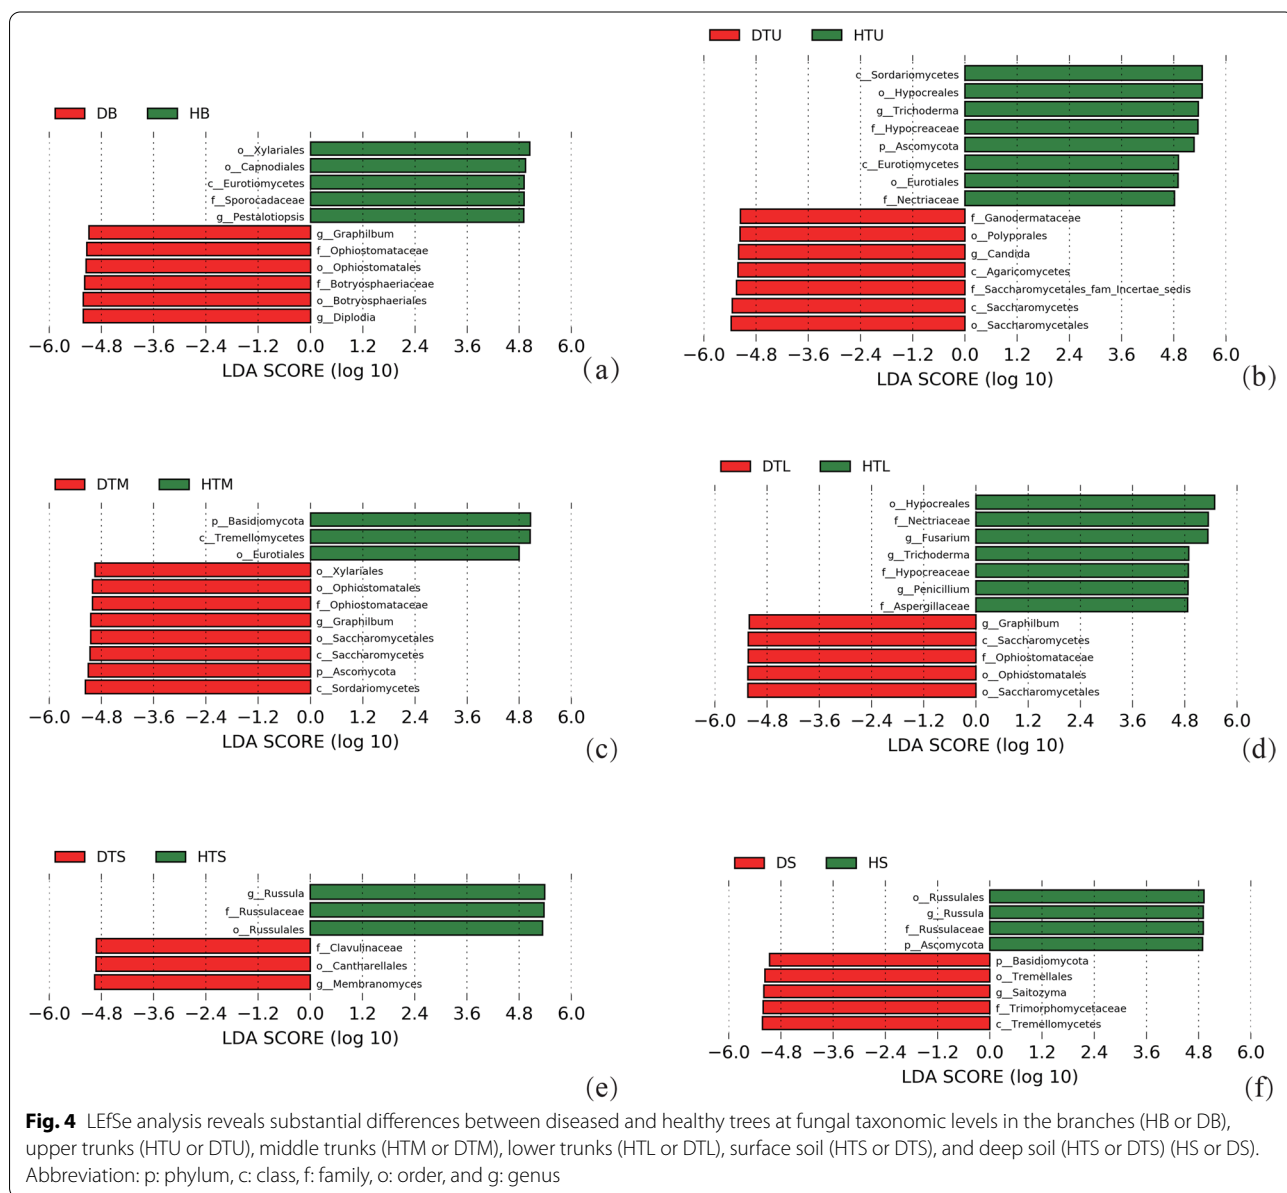 DB HB
o__Xylariales
o__Capnodiales
c__Eurotiomycetes
f__Sporocadaceae
g__Pestalotiopsis
g__Graphilbum
f__Ophiostomataceae
o__Ophiostomatales
f__Botryosphaeriaceae
o__Botryosphaeriales
g__Diplodia
−6.0 −4.8 −3.6 −2.4 −1.2 0.0 1.2 2.4 3.6 4.8 6.0
LDA SCORE (log 10)
(a)
DTU HTU
c__Sordariomycetes
o__Hypocreales
g__Trichoderma
f__Hypocreaceae
p__Ascomycota
c__Eurotiomycetes
o__Eurotiales
f__Nectriaceae
f__Ganodermataceae
o__Polyporales
g__Candida
c__Agaricomycetes
f__Saccharomycetales_fam_Incertae_sedis
c__Saccharomycetes
o__Saccharomycetales
−6.0 −4.8 −3.6 −2.4 −1.2 0.0 1.2 2.4 3.6 4.8 6.0
LDA SCORE (log 10)
(b)
DTM HTM
p__Basidiomycota
c__Tremellomycetes
o__Eurotiales
o__Xylariales
o__Ophiostomatales
f__Ophiostomataceae
g__Graphilbum
o__Saccharomycetales
c__Saccharomycetes
p__Ascomycota
c__Sordariomycetes
−6.0 −4.8 −3.6 −2.4 −1.2 0.0 1.2 2.4 3.6 4.8 6.0
LDA SCORE (log 10)
(c)
DTL HTL
o__Hypocreales
f__Nectriaceae
g__Fusarium
g__Trichoderma
f__Hypocreaceae
g__Penicillium
f__Aspergillaceae
g__Graphilbum
c__Saccharomycetes
f__Ophiostomataceae
o__Ophiostomatales
o__Saccharomycetales
−6.0 −4.8 −3.6 −2.4 −1.2 0.0 1.2 2.4 3.6 4.8 6.0
LDA SCORE (log 10)
(d)
DTS HTS
g__Russula
f__Russulaceae
o__Russulales
f__Clavulinaceae
o__Cantharellales
g__Membranomyces
−6.0 −4.8 −3.6 −2.4 −1.2 0.0 1.2 2.4 3.6 4.8 6.0
LDA SCORE (log 10)
(e)
DS HS
o__Russulales
g__Russula
f__Russulaceae
p__Ascomycota
p__Basidiomycota
o__Tremellales
g__Saitozyma
f__Trimorphomycetaceae
c__Tremellomycetes
−6.0 −4.8 −3.6 −2.4 −1.2 0.0 1.2 2.4 3.6 4.8 6.0
LDA SCORE (log 10)
(f)
Fig. 4 LEfSe analysis reveals substantial differences between diseased and healthy trees at fungal taxonomic levels in the branches (HB or DB),
upper trunks (HTU or DTU), middle trunks (HTM or DTM), lower trunks (HTL or DTL), surface soil (HTS or DTS), and deep soil (HTS or DTS) (HS or DS).
Abbreviation: p: phylum, c: class, f: family, o: order, and g: genus